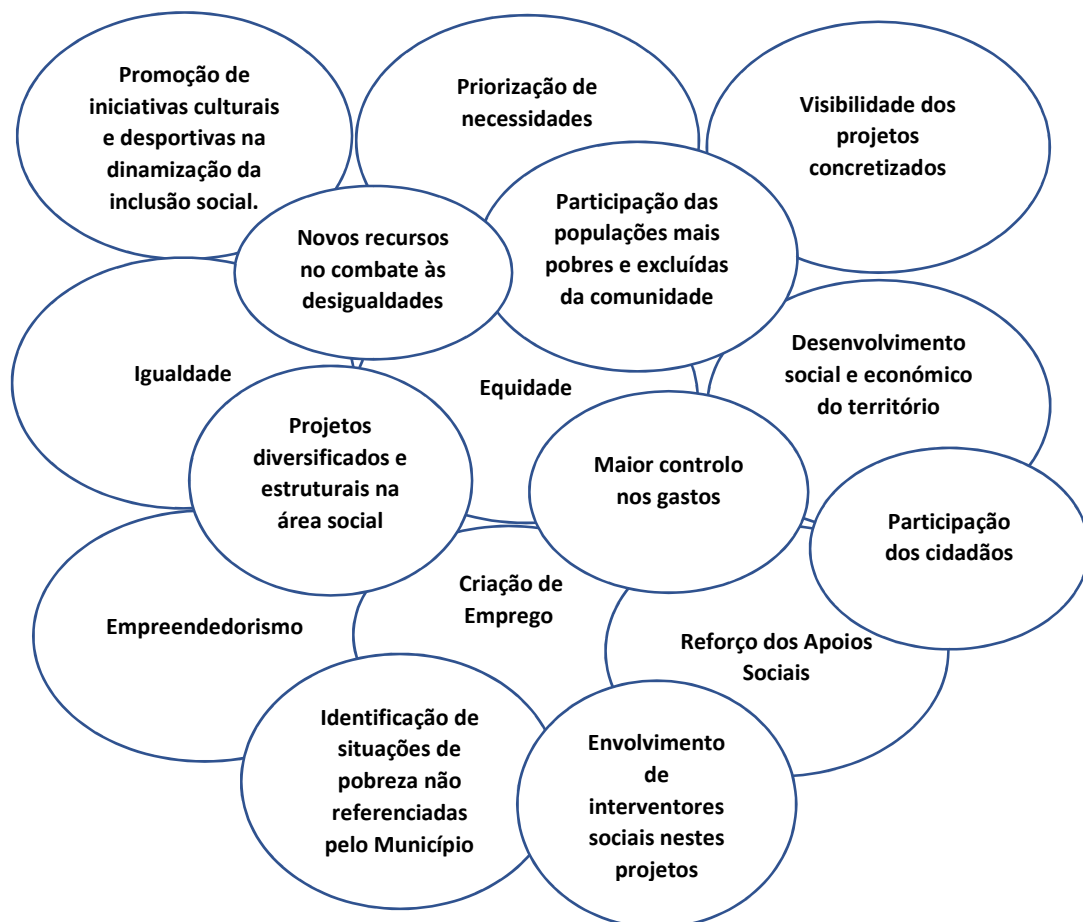 Promoção de
iniciativas culturais
e desportivas na
dinamização da
inclusão social.
Priorização de
necessidades
Visibilidade dos
projetos
concretizados
Novos recursos
no combate às
desigualdades
Participação das
populações mais
pobres e excluídas
da comunidade
Igualdade
Equidade
Desenvolvimento
social e económico
do território
Projetos
diversificados e
estruturais na
área social
Maior controlo
nos gastos
Participação
dos cidadãos
Empreendedorismo
Criação de
Emprego
Reforço dos Apoios
Sociais
Identificação de
situações de
pobreza não
referenciadas
pelo Município
Envolvimento
de
interventores
sociais nestes
projetos